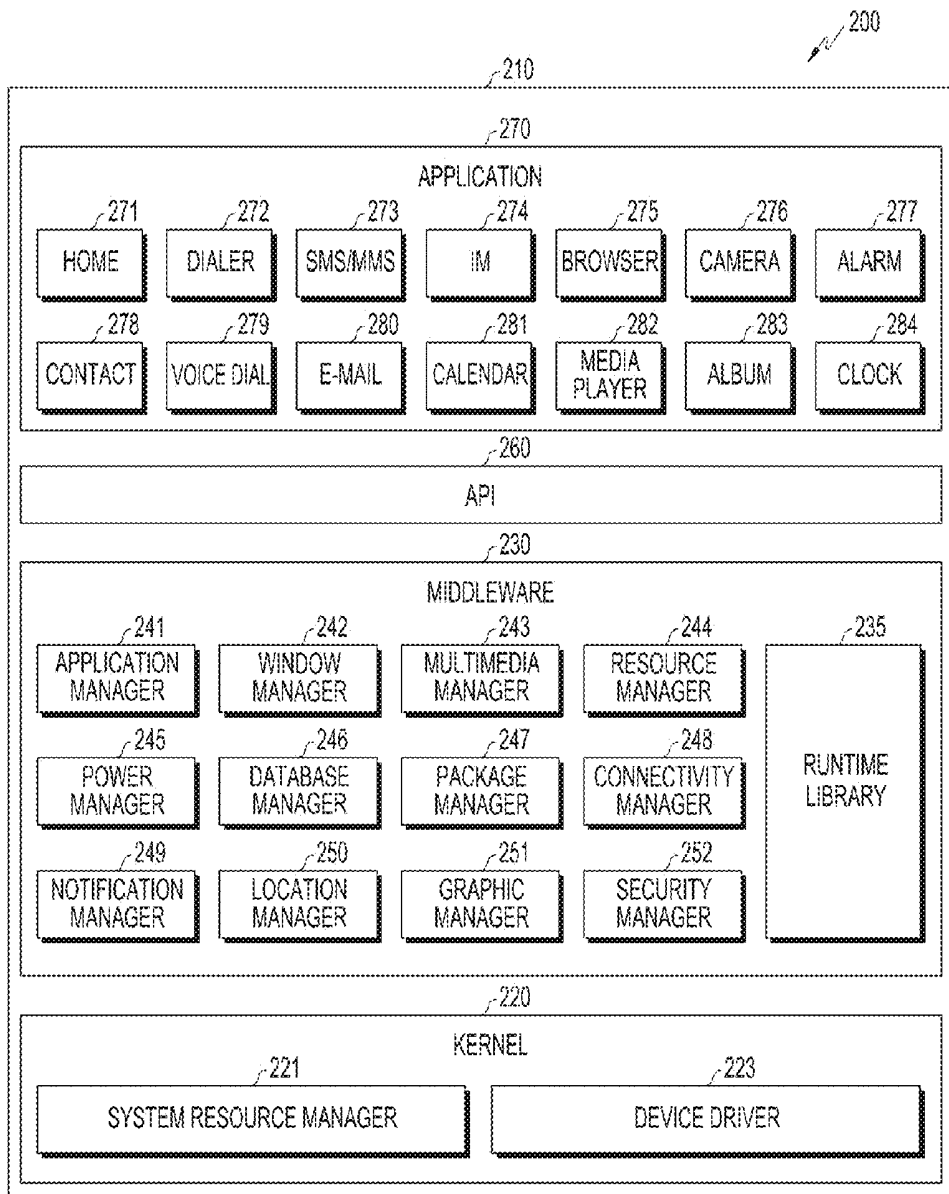 200
210
270
APPLICATION
271 272 273 274 275 276 277
HOME DIALER SMS/MMS IM BROWSER CAMERA ALARM
278 279 280 281 282 283 284
CONTACT VOICE DIAL E-MAIL CALENDAR MEDIA PLAYER ALBUM CLOCK
260
API
230
MIDDLEWARE
241 242 243 244 235
APPLICATION MANAGER WINDOW MANAGER MULTIMEDIA MANAGER RESOURCE MANAGER
245 246 247 248
POWER MANAGER DATABASE MANAGER PACKAGE MANAGER CONNECTIVITY MANAGER RUNTIME LIBRARY
249 250 251 252
NOTIFICATION MANAGER LOCATION MANAGER GRAPHIC MANAGER SECURITY MANAGER
220
KERNEL
221 223
SYSTEM RESOURCE MANAGER DEVICE DRIVER